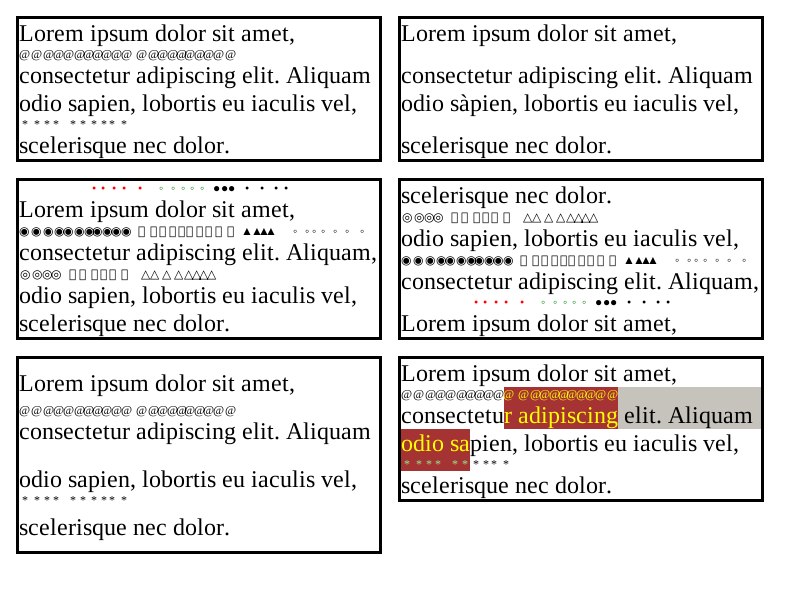 Lorem ipsum dolor sit amet,
consectetur adipiscing elit. Aliquam
odio sapien, lobortis eu iaculis vel,
scelerisque nec dolor.
Lorem ipsum dolor sit amet,
consectetur adipiscing elit. Aliquam
odio sàpien, lobortis eu iaculis vel,
scelerisque nec dolor.
Lorem ipsum dolor sit amet,
consectetur adipiscing elit. Aliquam,
odio sapien, lobortis eu iaculis vel,
scelerisque nec dolor.
scelerisque nec dolor.
odio sapien, lobortis eu iaculis vel,
consectetur adipiscing elit. Aliquam,
Lorem ipsum dolor sit amet,
Lorem ipsum dolor sit amet,
consectetur adipiscing elit. Aliquam
odio sapien, lobortis eu iaculis vel,
scelerisque nec dolor.
Lorem ipsum dolor sit amet,
consectetur adipiscing elit. Aliquam
odio sapien, lobortis eu iaculis vel,
scelerisque nec dolor.